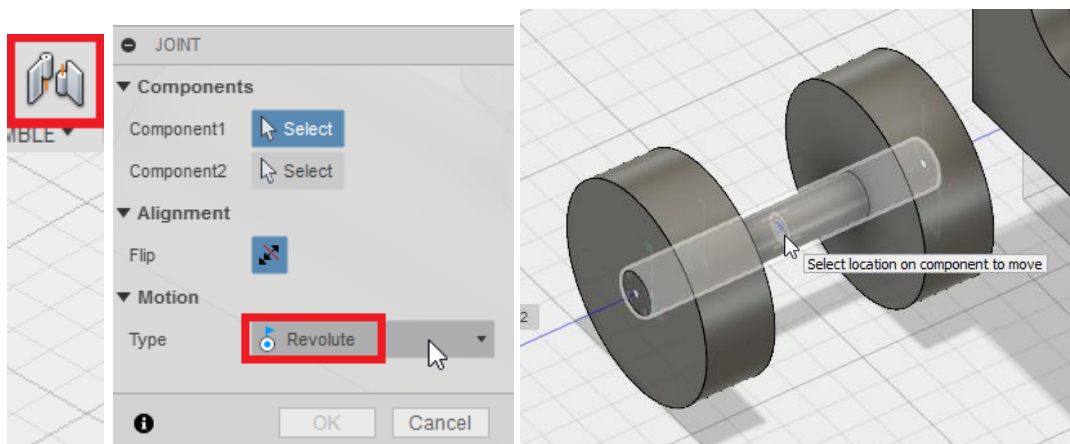 MBLE
JOINT
Components
Component1 Select
Component2 Select
Alignment
Flip
Motion
Type Revolute
OK Cancel
Select location on component to move
2